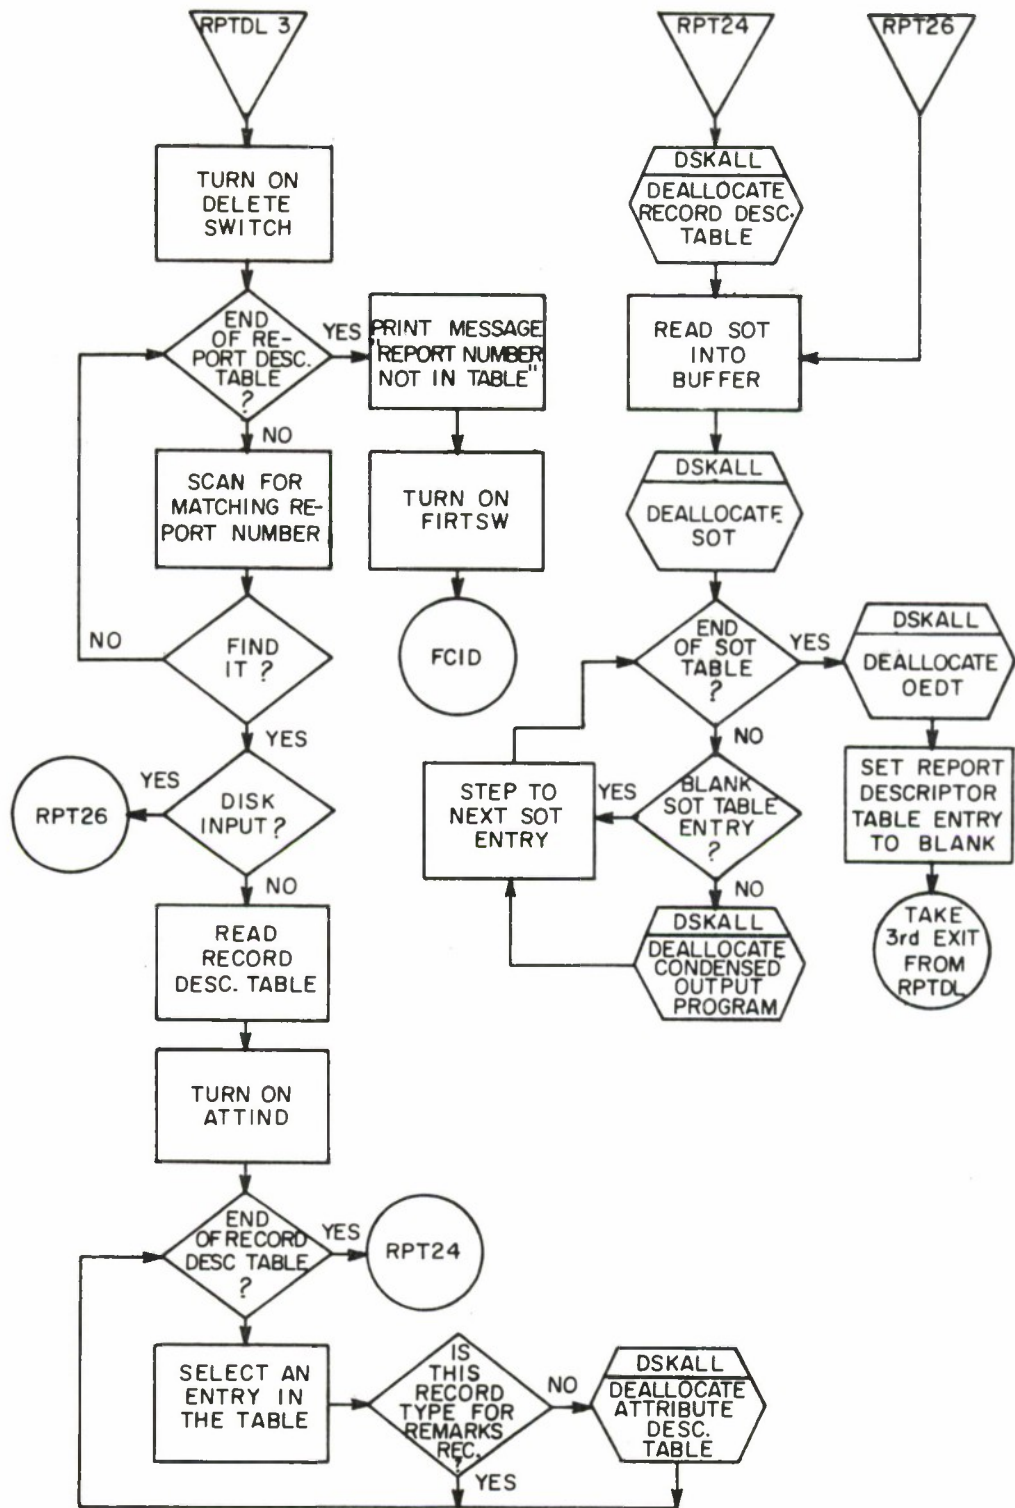 RPTDL 3
TURN ON
DELETE
SWITCH
END
OF RE-
PORT DESC.
TABLE
?
YES
PRINT MESSAGE
"REPORT NUMBER
NOT IN TABLE"
NO
SCAN FOR
MATCHING RE-
PORT NUMBER
TURN ON
FIRTSW
FCID
NO
FIND
IT ?
YES
YES
DISK
INPUT ?
RPT26
NO
READ
RECORD
DESC. TABLE
TURN ON
ATTIND
END
OF RECORD
DESC TABLE
?
YES
RPT24
SELECT AN
ENTRY IN
THE TABLE
IS
THIS
RECORD
TYPE FOR
REMARKS
REC.
?
NO
YES
DSKALL
DEALLOCATE
ATTRIBUTE
DESC.
TABLE
RPT24
RPT26
DSKALL
DEALLOCATE
RECORD DESC.
TABLE
READ SOT
INTO
BUFFER
DSKALL
DEALLOCATE
SOT
END
OF SOT
TABLE
?
YES
DSKALL
DEALLOCATE
OEDT
NO
STEP TO
NEXT SOT
ENTRY
YES
BLANK
SOT TABLE
ENTRY
?
SET REPORT
DESCRIPTOR
TABLE ENTRY
TO BLANK
NO
DSKALL
DEALLOCATE
CONDENSED
OUTPUT
PROGRAM
TAKE
3rd EXIT
FROM
RPTDL